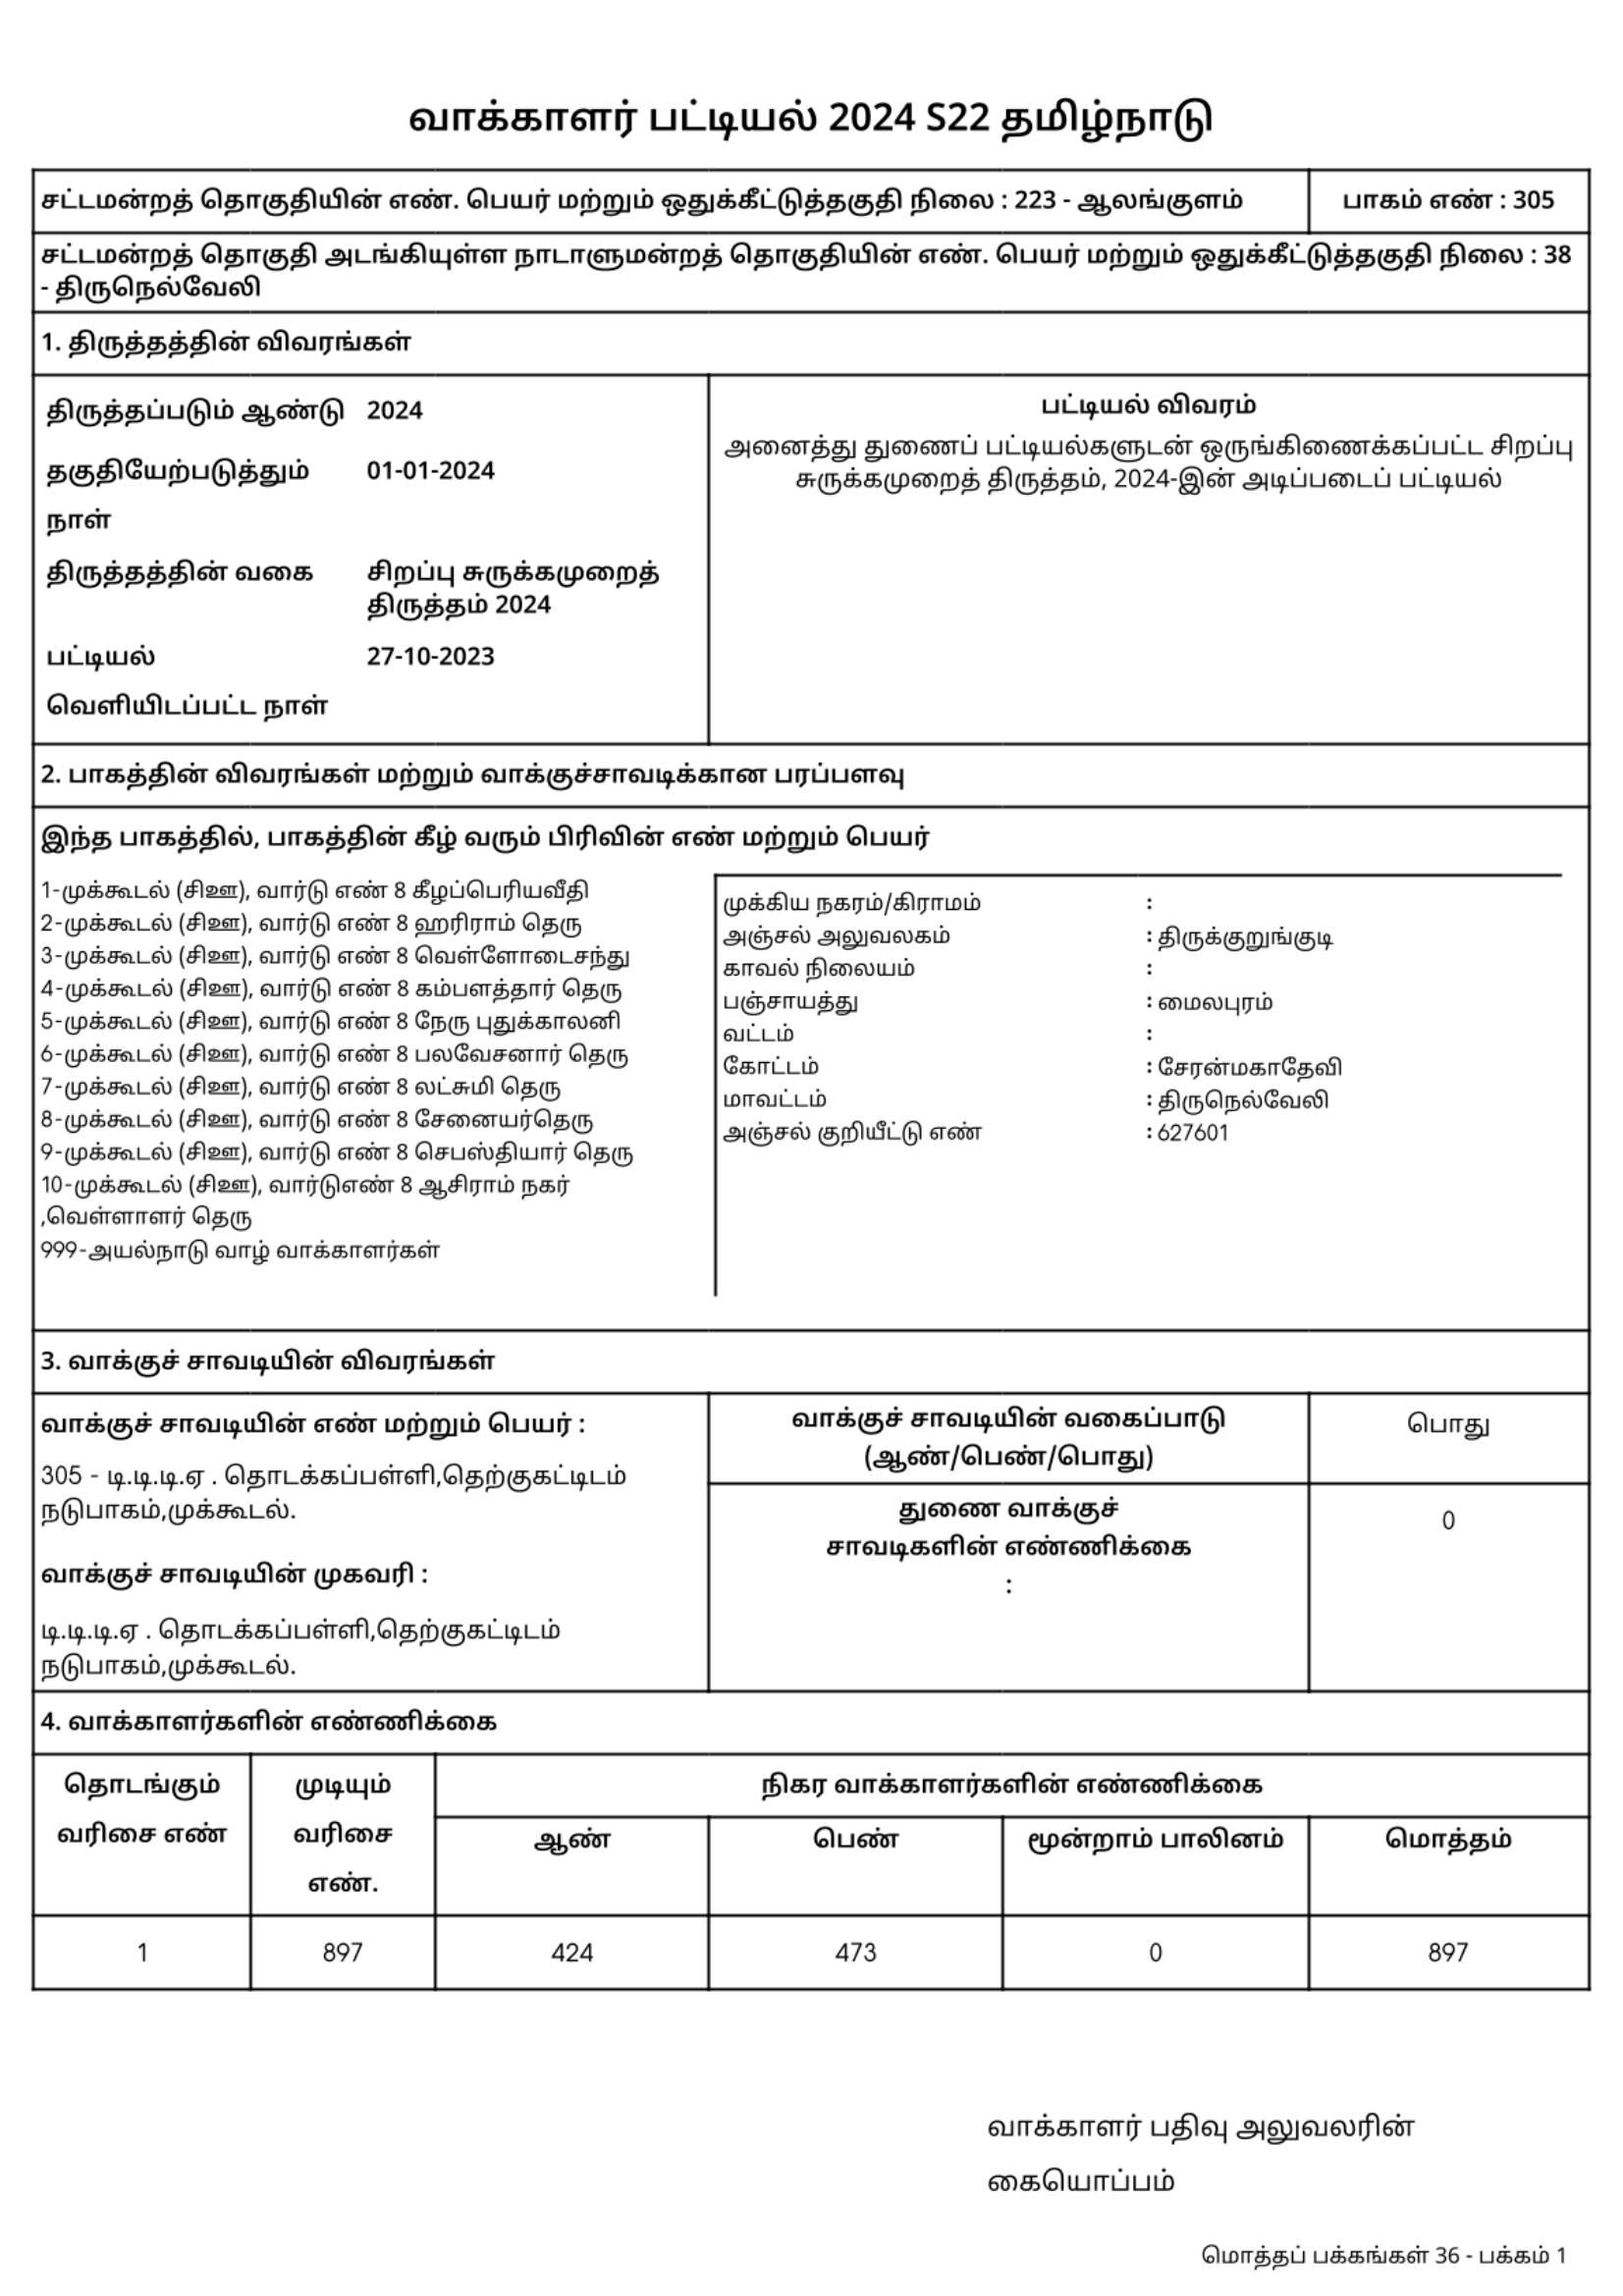 வாக்காளர் பட்டியல் 2024 S22 தமிழ்நாடு
சட்டமன்றத் தொகுதியின் எண். பெயர் மற்றும் ஒதுக்கீட்டுத்தகுதி நிலை : 223 - ஆலங்குளம்
பாகம் எண் : 305
சட்டமன்றத் தொகுதி அடங்கியுள்ள நாடாளுமன்றத் தொகுதியின் எண். பெயர் மற்றும் ஒதுக்கீட்டுத்தகுதி நிலை : 38
- திருநெல்வேலி
1. திருத்தத்தின் விவரங்கள்
திருத்தப்படும் ஆண்டு 2024
தகுதியேற்படுத்தும் 01-01-2024
நாள்
திருத்தத்தின் வகை சிறப்பு சுருக்கமுறைத்
திருத்தம் 2024
பட்டியல் 27-10-2023
வெளியிடப்பட்ட நாள்
பட்டியல் விவரம்
அனைத்து துணைப் பட்டியல்களுடன் ஒருங்கிணைக்கப்பட்ட சிறப்பு
சுருக்கமுறைத் திருத்தம், 2024-இன் அடிப்படைப் பட்டியல்
2. பாகத்தின் விவரங்கள் மற்றும் வாக்குச்சாவடிக்கான பரப்பளவு
இந்த பாகத்தில், பாகத்தின் கீழ் வரும் பிரிவின் எண் மற்றும் பெயர்
1-முக்கூடல் (சிஊ), வார்டு எண் 8 கீழப்பெரியவீதி
2-முக்கூடல் (சிஊ), வார்டு எண் 8 ஹரிராம் தெரு
3-முக்கூடல் (சிஊ), வார்டு எண் 8 வெள்ளோடைசந்து
4-முக்கூடல் (சிஊ), வார்டு எண் 8 கம்பளத்தார் தெரு
5-முக்கூடல் (சிஊ), வார்டு எண் 8 நேரு புதுக்காலனி
6-முக்கூடல் (சிஊ), வார்டு எண் 8 பலவேசனார் தெரு
7-முக்கூடல் (சிஊ), வார்டு எண் 8 லட்சுமி தெரு
8-முக்கூடல் (சிஊ), வார்டு எண் 8 சேனையர்தெரு
9-முக்கூடல் (சிஊ), வார்டு எண் 8 செபஸ்தியார் தெரு
10-முக்கூடல் (சிஊ), வார்டுஎண் 8 ஆசிராம் நகர்
,வெள்ளாளர் தெரு
999-அயல்நாடு வாழ் வாக்காளர்கள்
முக்கிய நகரம்/கிராமம் :
அஞ்சல் அலுவலகம் : திருக்குறுங்குடி
காவல் நிலையம் :
பஞ்சாயத்து : மைலபுரம்
வட்டம் :
கோட்டம் : சேரன்மகாதேவி
மாவட்டம் : திருநெல்வேலி
அஞ்சல் குறியீட்டு எண் : 627601
3. வாக்குச் சாவடியின் விவரங்கள்
வாக்குச் சாவடியின் எண் மற்றும் பெயர் :
305 - டி.டி.டி.ஏ . தொடக்கப்பள்ளி,தெற்குகட்டிடம்
நடுபாகம்,முக்கூடல்.
வாக்குச் சாவடியின் முகவரி :
டி.டி.டி.ஏ . தொடக்கப்பள்ளி,தெற்குகட்டிடம்
நடுபாகம்,முக்கூடல்.
வாக்குச் சாவடியின் வகைப்பாடு
(ஆண்/பெண்/பொது)
பொது
துணை வாக்குச்
சாவடிகளின் எண்ணிக்கை
:
0
4. வாக்காளர்களின் எண்ணிக்கை
தொடங்கும்
வரிசை எண்
முடியும்
வரிசை
எண்.
நிகர வாக்காளர்களின் எண்ணிக்கை
ஆண் பெண் மூன்றாம் பாலினம் மொத்தம்
1 897 424 473 0 897
வாக்காளர் பதிவு அலுவலரின்
கையொப்பம்
மொத்தப் பக்கங்கள் 36 - பக்கம் 1